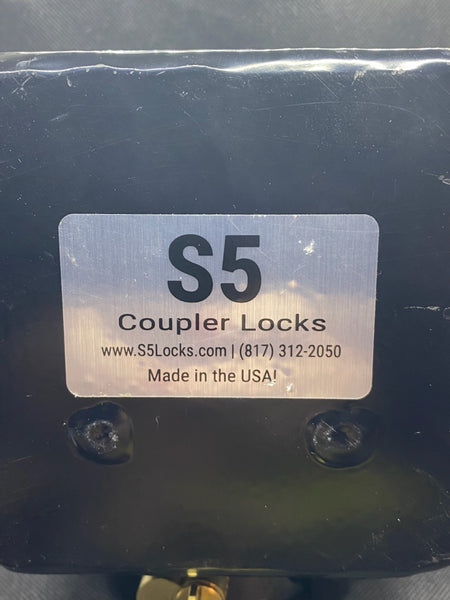 S5
Coupler Locks
www.S5Locks.com | (817) 312-2050
Made in the USA!